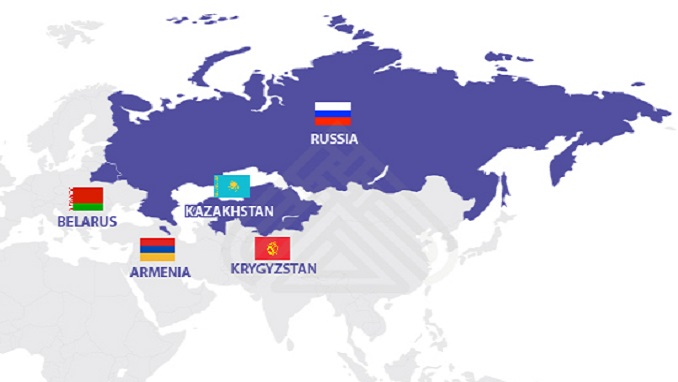 RUSSIA
KAZAKHSTAN
BELARUS
ARMENIA
KRYGYZSTAN